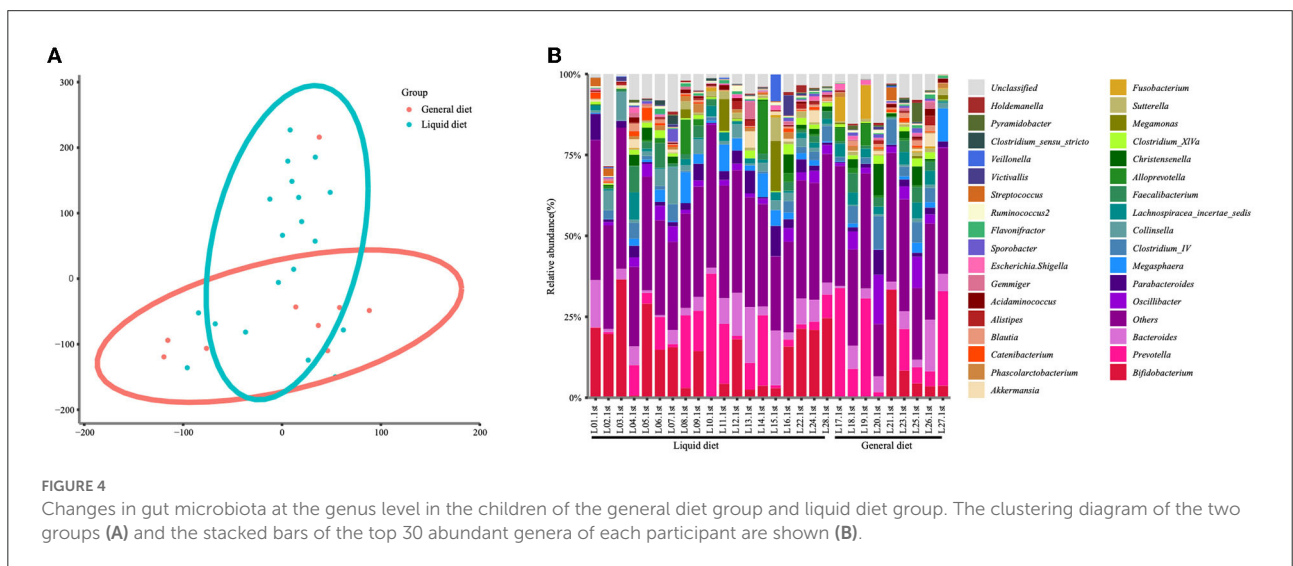 A
300
200
100
0
−100
−200
−200
−100
0
100
200
Group
General diet
Liquid diet
B
Relative abundance(%)
100%
75%
50%
25%
0%
L01.1st
L02.1st
L03.1st
L04.1st
L05.1st
L06.1st
L07.1st
L08.1st
L09.1st
L10.1st
L11.1st
L12.1st
L13.1st
L14.1st
L15.1st
L16.1st
L22.1st
L24.1st
L28.1st
L17.1st
L18.1st
L19.1st
L20.1st
L21.1st
L23.1st
L25.1st
L26.1st
L27.1st
Liquid diet
General diet
Unclassified
Holdemanella
Pyramidobacter
Clostridium_sensu_stricto
Veillonella
Victivallis
Streptococcus
Ruminococcus2
Flavonifractor
Sporobacter
Escherichia.Shigella
Gemmiger
Acidaminococcus
Alistipes
Blautia
Catenibacterium
Phascolarctobacterium
Akkermansia
Fusobacterium
Sutterella
Megamonas
Clostridium_XIVa
Christensenella
Alloprevotella
Faecalibacterium
Lachnospiracea_incertae_sedis
Collinsella
Clostridium_IV
Megasphaera
Parabacteroides
Oscillibacter
Others
Bacteroides
Prevotella
Bifidobacterium
FIGURE 4
Changes in gut microbiota at the genus level in the children of the general diet group and liquid diet group. The clustering diagram of the two
groups (A) and the stacked bars of the top 30 abundant genera of each participant are shown (B).